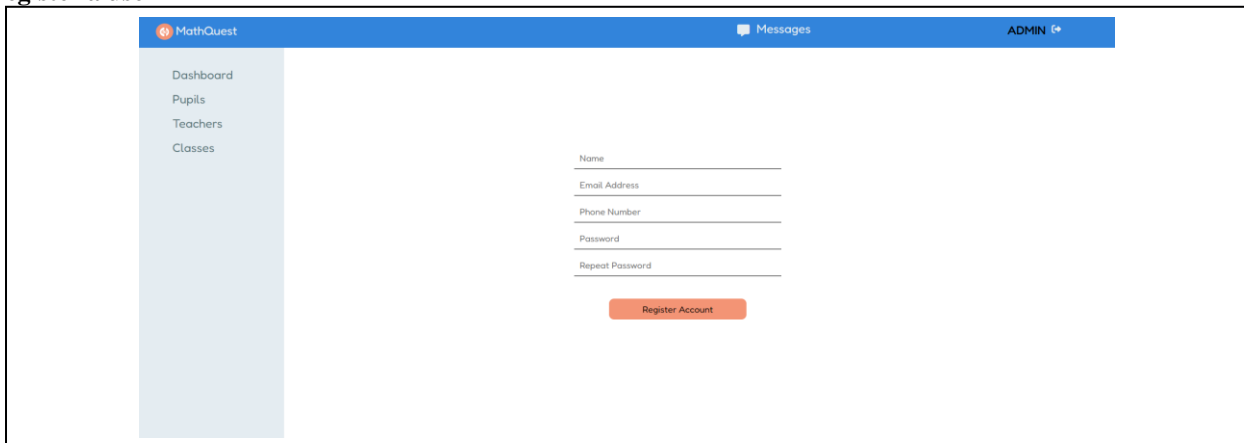 MathQuest Messages ADMIN
Dashboard
Pupils
Teachers
Classes
Name
Email Address
Phone Number
Password
Repeat Password
Register Account